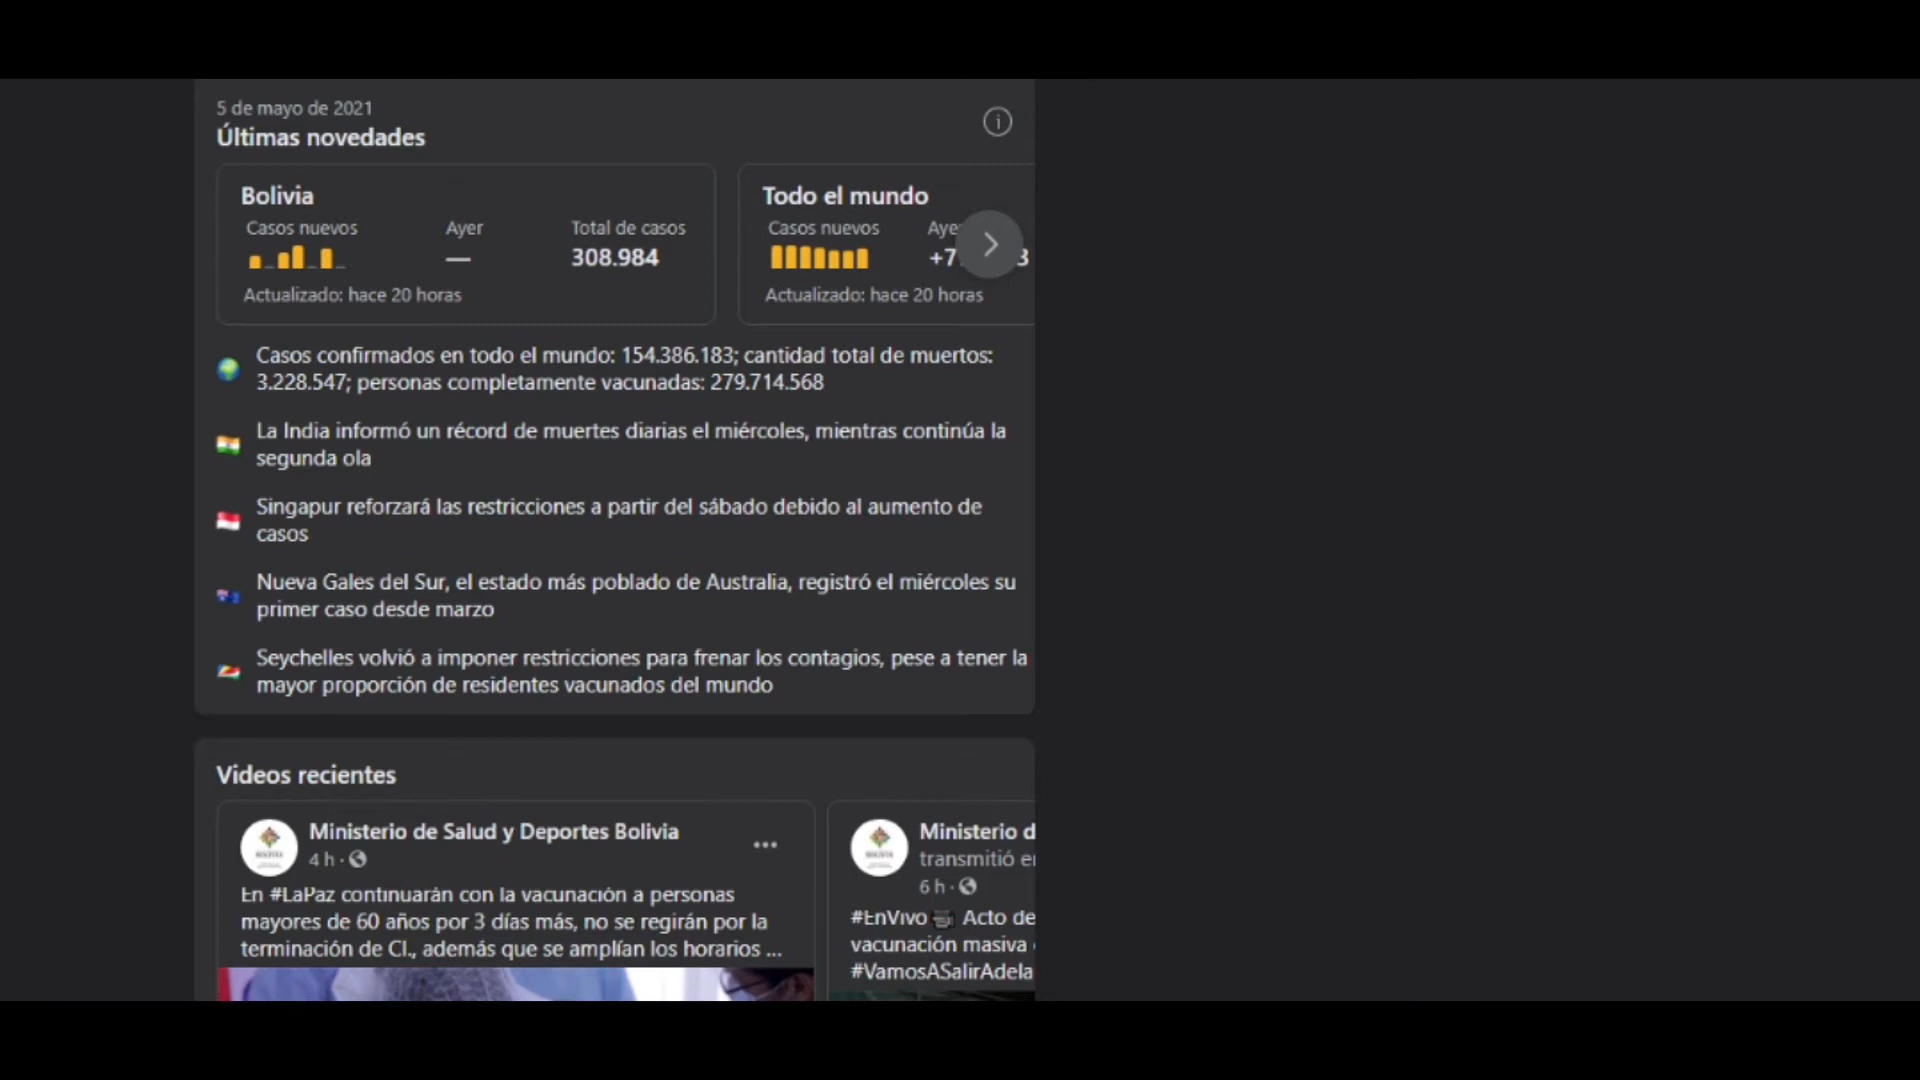 5 de mayo de 2021
Últimas novedades
Bolivia
Casos nuevos
Ayer
—
Total de casos
308.984
Actualizado: hace 20 horas
Todo el mundo
Casos nuevos
Actualizado: hace 20 horas
Casos confirmados en todo el mundo: 154.386.183; cantidad total de muertos:
3.228.547; personas completamente vacunadas: 279.714.568
La India informó un récord de muertes diarias el miércoles, mientras continúa la
segunda ola
Singapur reforzará las restricciones a partir del sábado debido al aumento de
casos
Nueva Gales del Sur, el estado más poblado de Australia, registró el miércoles su
primer caso desde marzo
Seychelles volvió a imponer restricciones para frenar los contagios, pese a tener la
mayor proporción de residentes vacunados del mundo
Videos recientes
Ministerio de Salud y Deportes Bolivia
4 h ·
En #LaPaz continuarán con la vacunación a personas
mayores de 60 años por 3 días más, no se regirán por la
terminación de CI., además que se amplían los horarios ...
Ministerio d
transmitió e
6 h ·
#EnVivo Acto de
vacunación masiva
#VamosASalirAdela